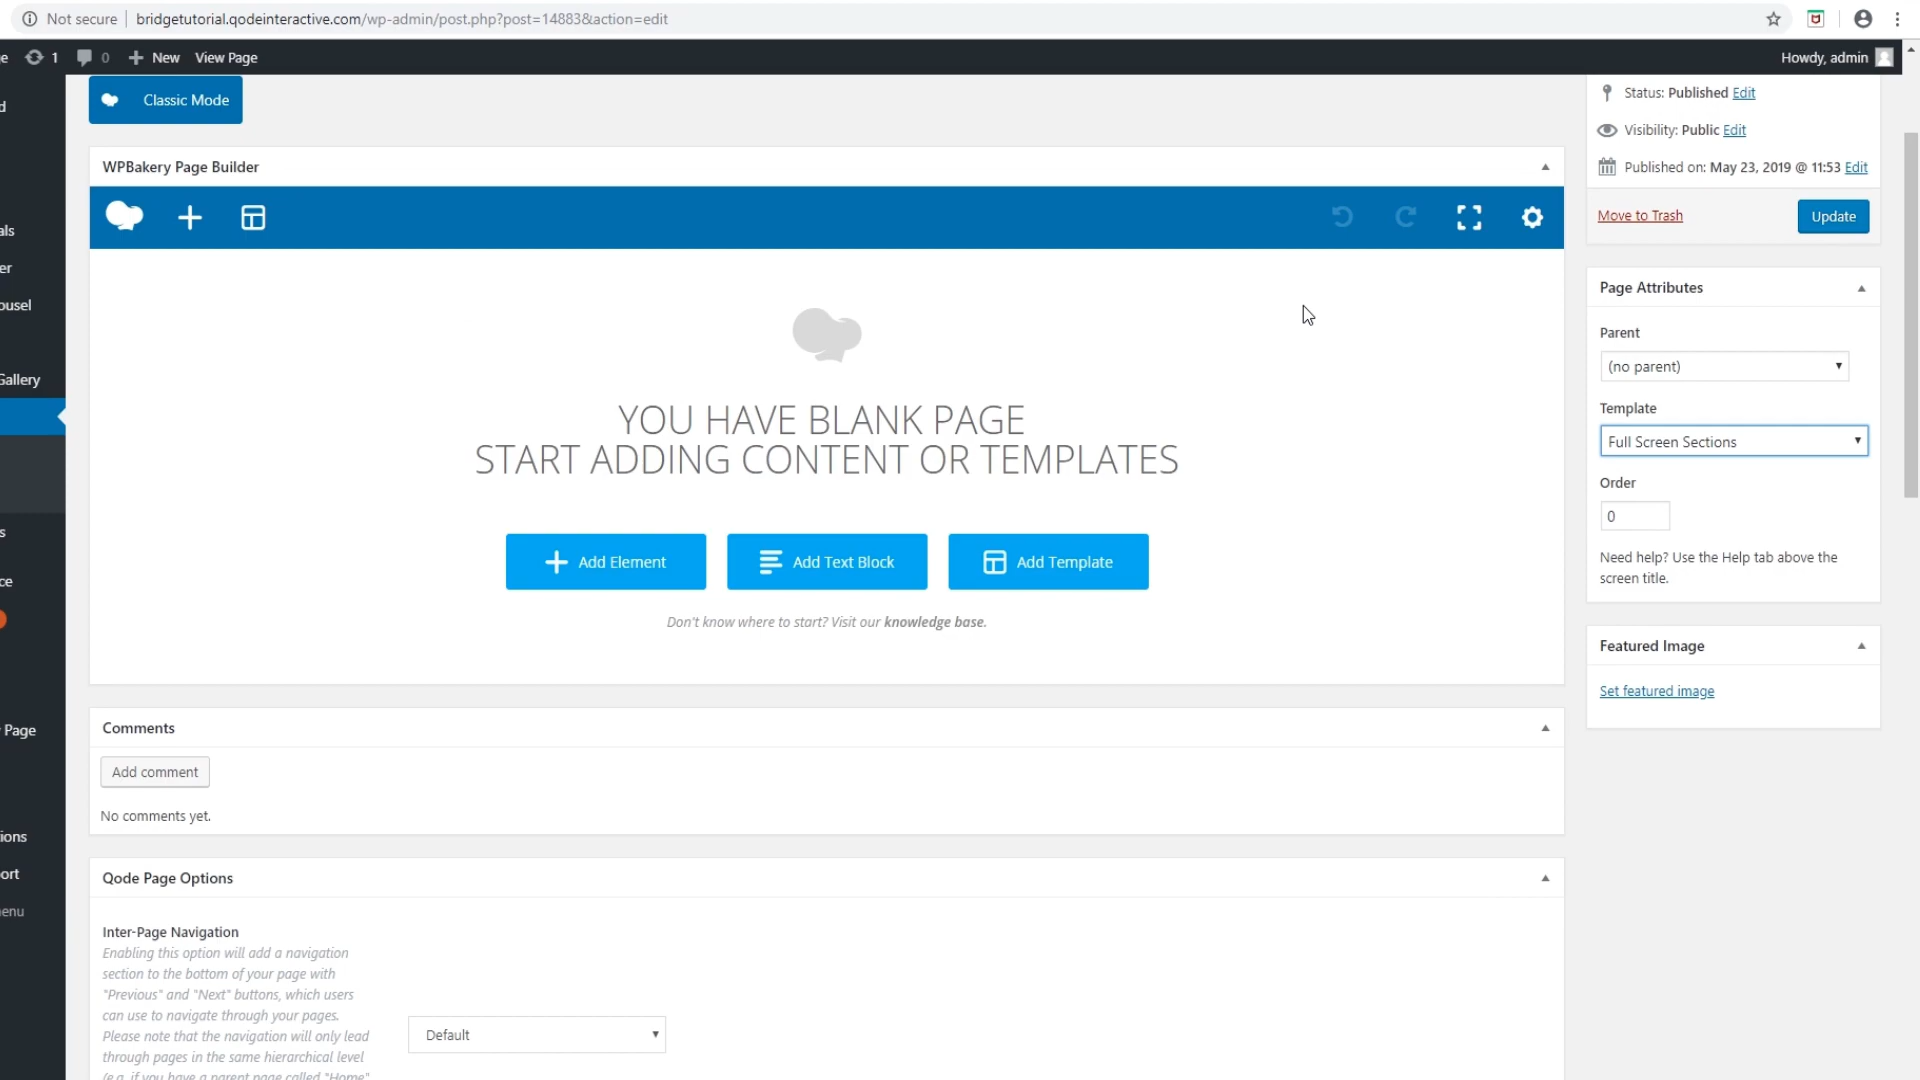 Not secure
bridgetutorial.qodeinteractive.com/wp-admin/post.php?post=14883&action=edit
e
1
0
New
View Page
Howdy, admin
d
als
er
ousel
Gallery
s
ce
Page
ions
ort
enu
Classic Mode
WPBakery Page Builder
YOU HAVE BLANK PAGE
START ADDING CONTENT OR TEMPLATES
Add Element
Add Text Block
Add Template
Don't know where to start? Visit our knowledge base.
Comments
Add comment
No comments yet.
Qode Page Options
Inter-Page Navigation
Enabling this option will add a navigation
section to the bottom of your page with
"Previous" and "Next" buttons, which users
can use to navigate through your pages.
Please note that the navigation will only lead
through pages in the same hierarchical level
(e.g. if you have a parent page called "Home"
Default
Status: Published Edit
Visibility: Public Edit
Published on: May 23, 2019 @ 11:53 Edit
Move to Trash
Update
Page Attributes
Parent
(no parent)
Template
Full Screen Sections
Order
0
Need help? Use the Help tab above the
screen title.
Featured Image
Set featured image